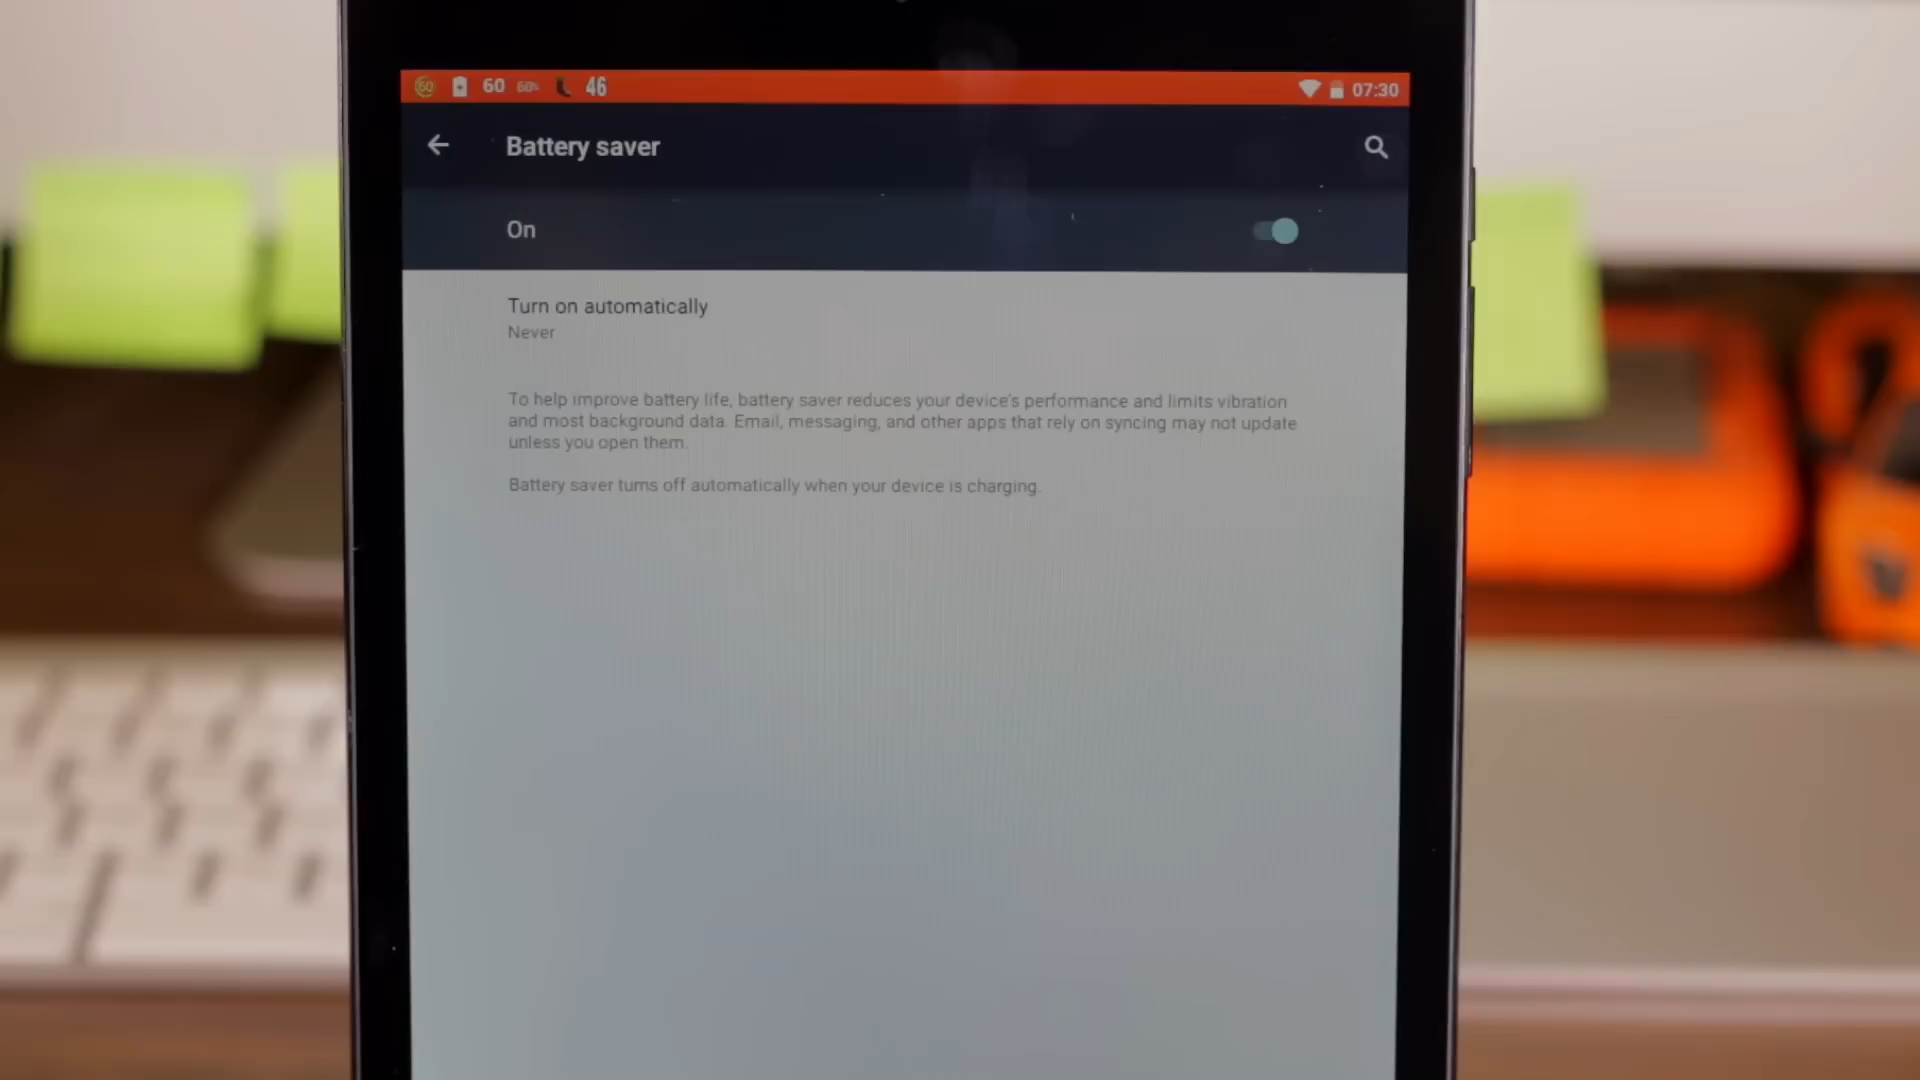 60 60 60% 46 07:30
Battery saver
On
Turn on automatically
Never
To help improve battery life, battery saver reduces your device's performance and limits vibration
and most background data. Email, messaging, and other apps that rely on syncing may not update
unless you open them.
Battery saver turns off automatically when your device is charging.